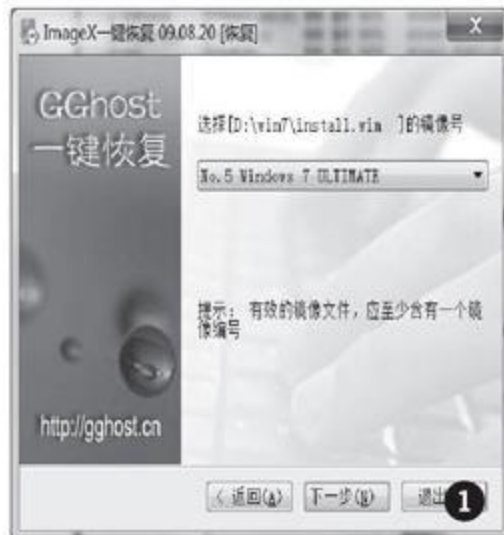 ImageX一键恢复 09.08.20 [恢复]
X
GGhost
一键恢复
选择[D:\win7\install.wim ]的镜像号
No.5 Windows 7 ULTIMATE
提示: 有效的镜像文件，应至少含有一个镜
像编号
http://gghost.cn
< 返回(A)
下一步(N)
退出
1